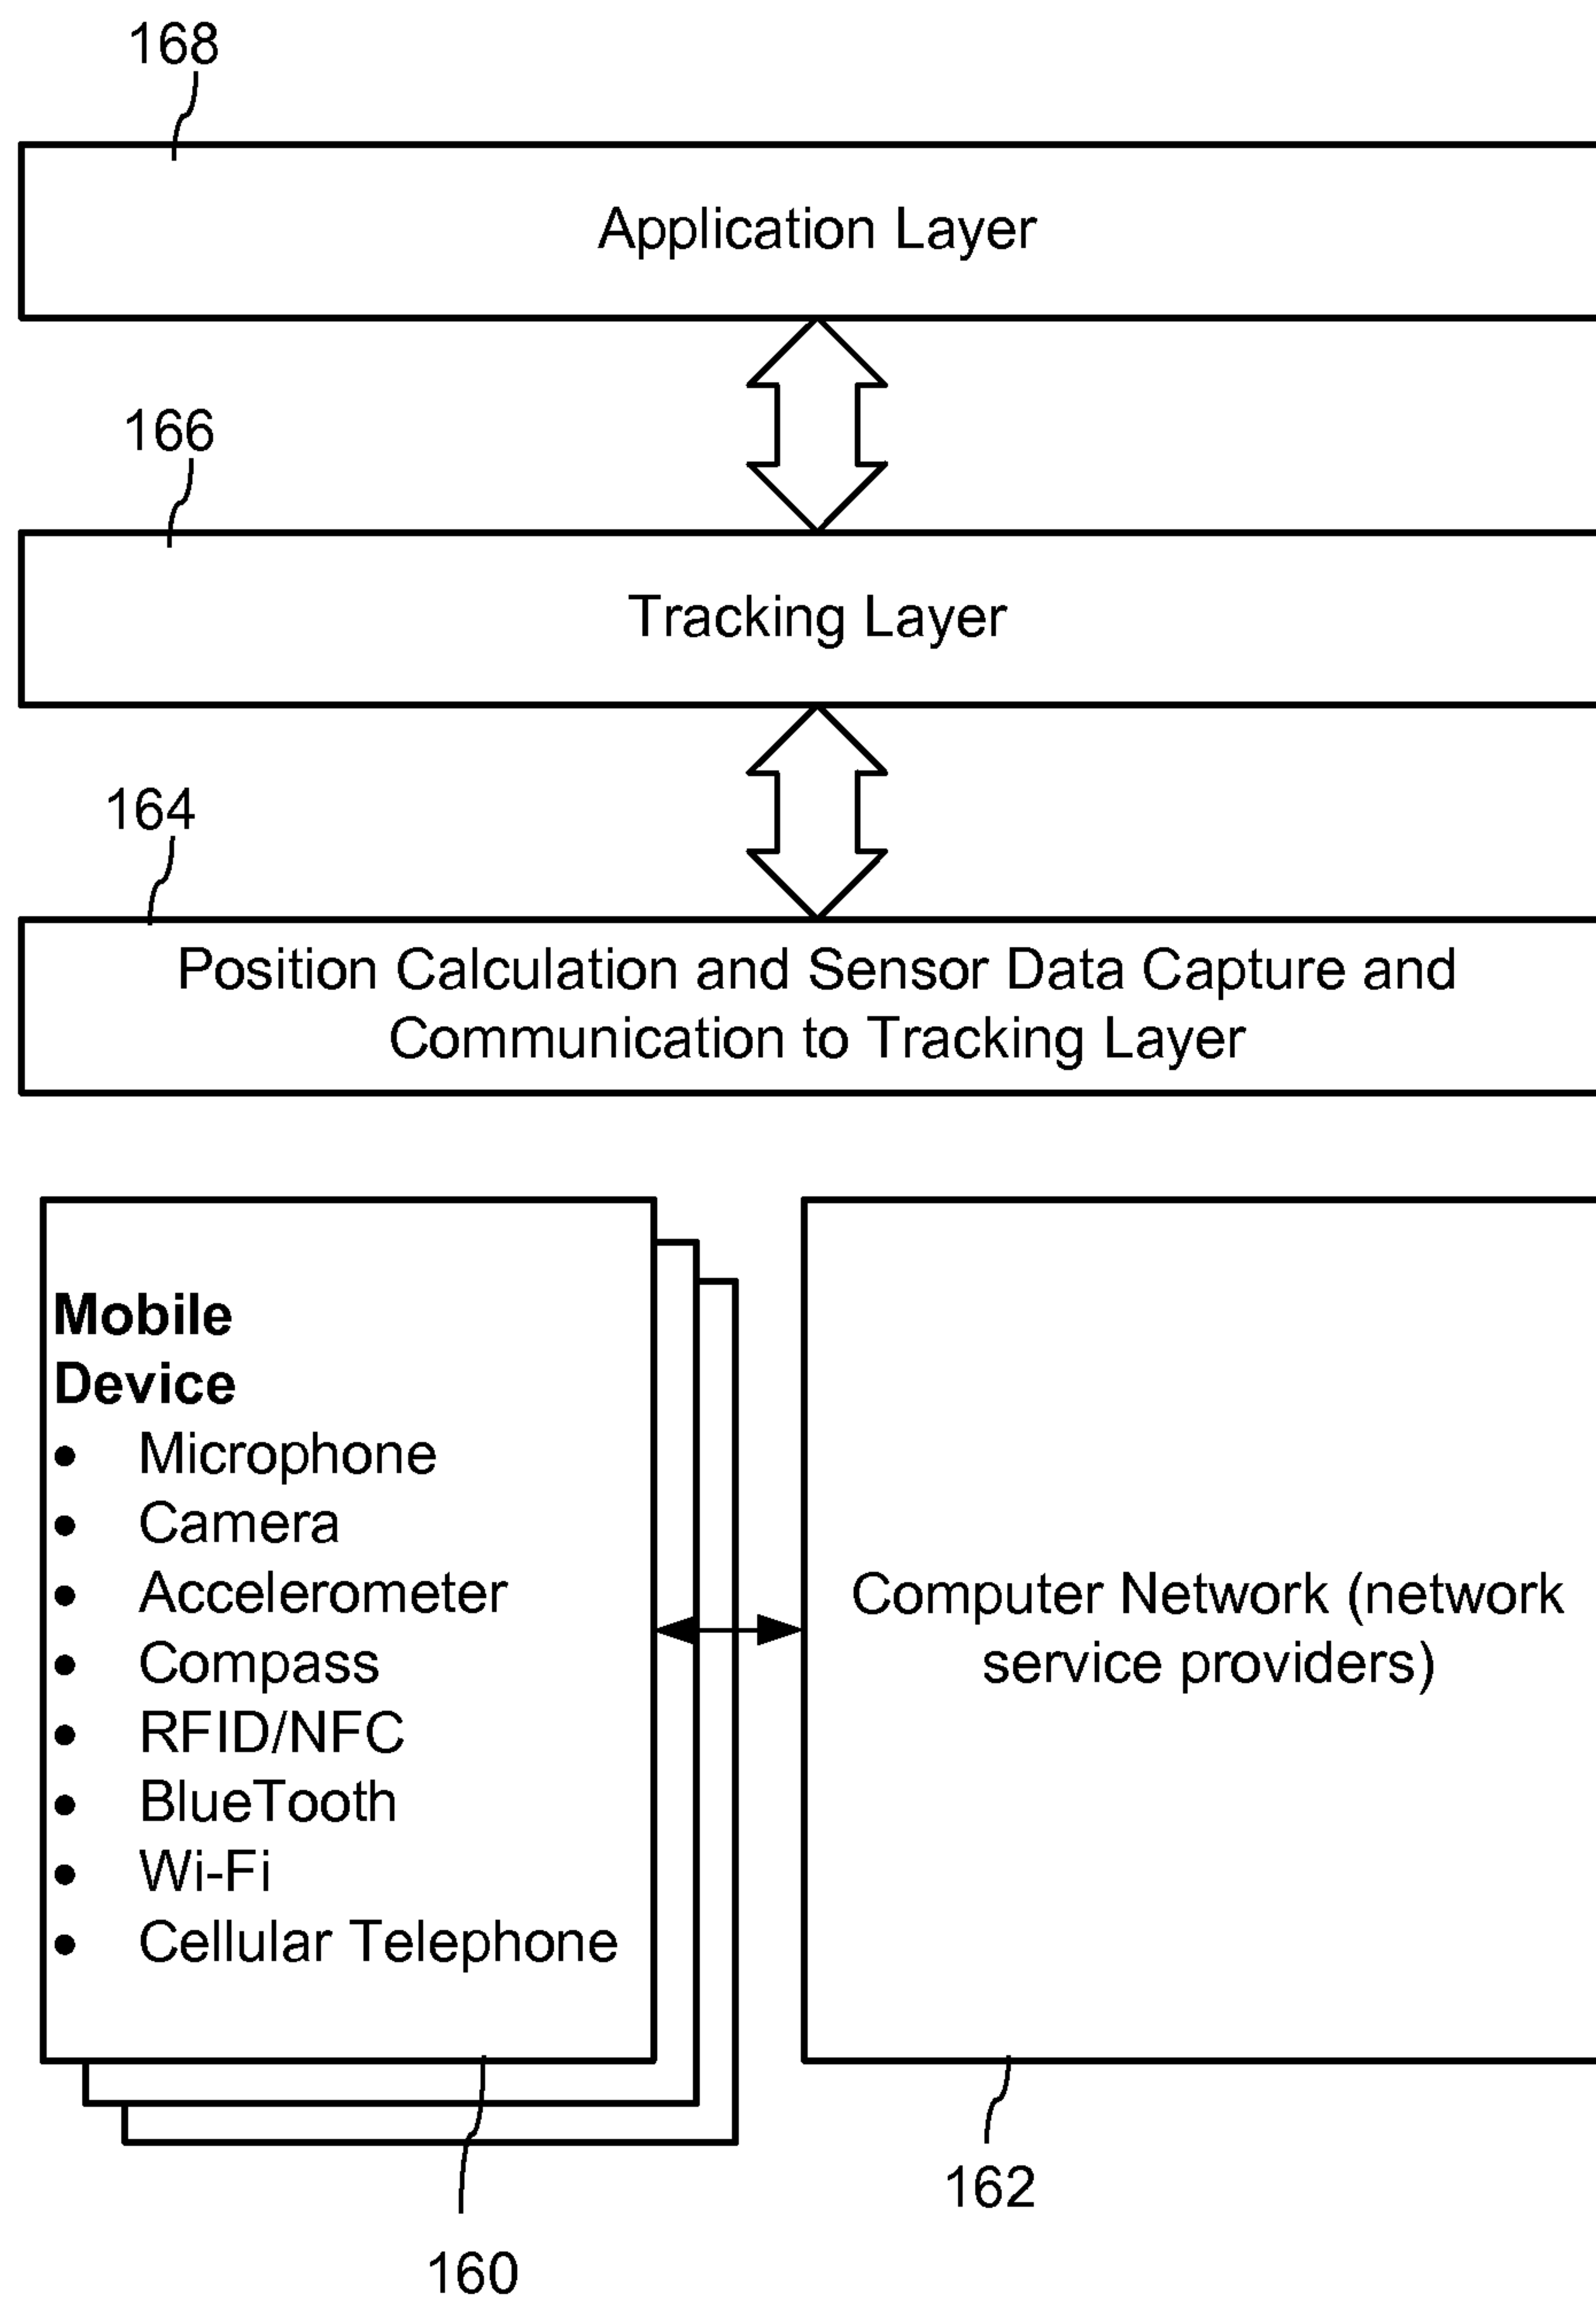 168
Application Layer
166
Tracking Layer
164
Position Calculation and Sensor Data Capture and
Communication to Tracking Layer
Mobile
Device
• Microphone
• Camera
• Accelerometer
• Compass
• RFID/NFC
• BlueTooth
• Wi-Fi
• Cellular Telephone
Computer Network (network
service providers)
162
160